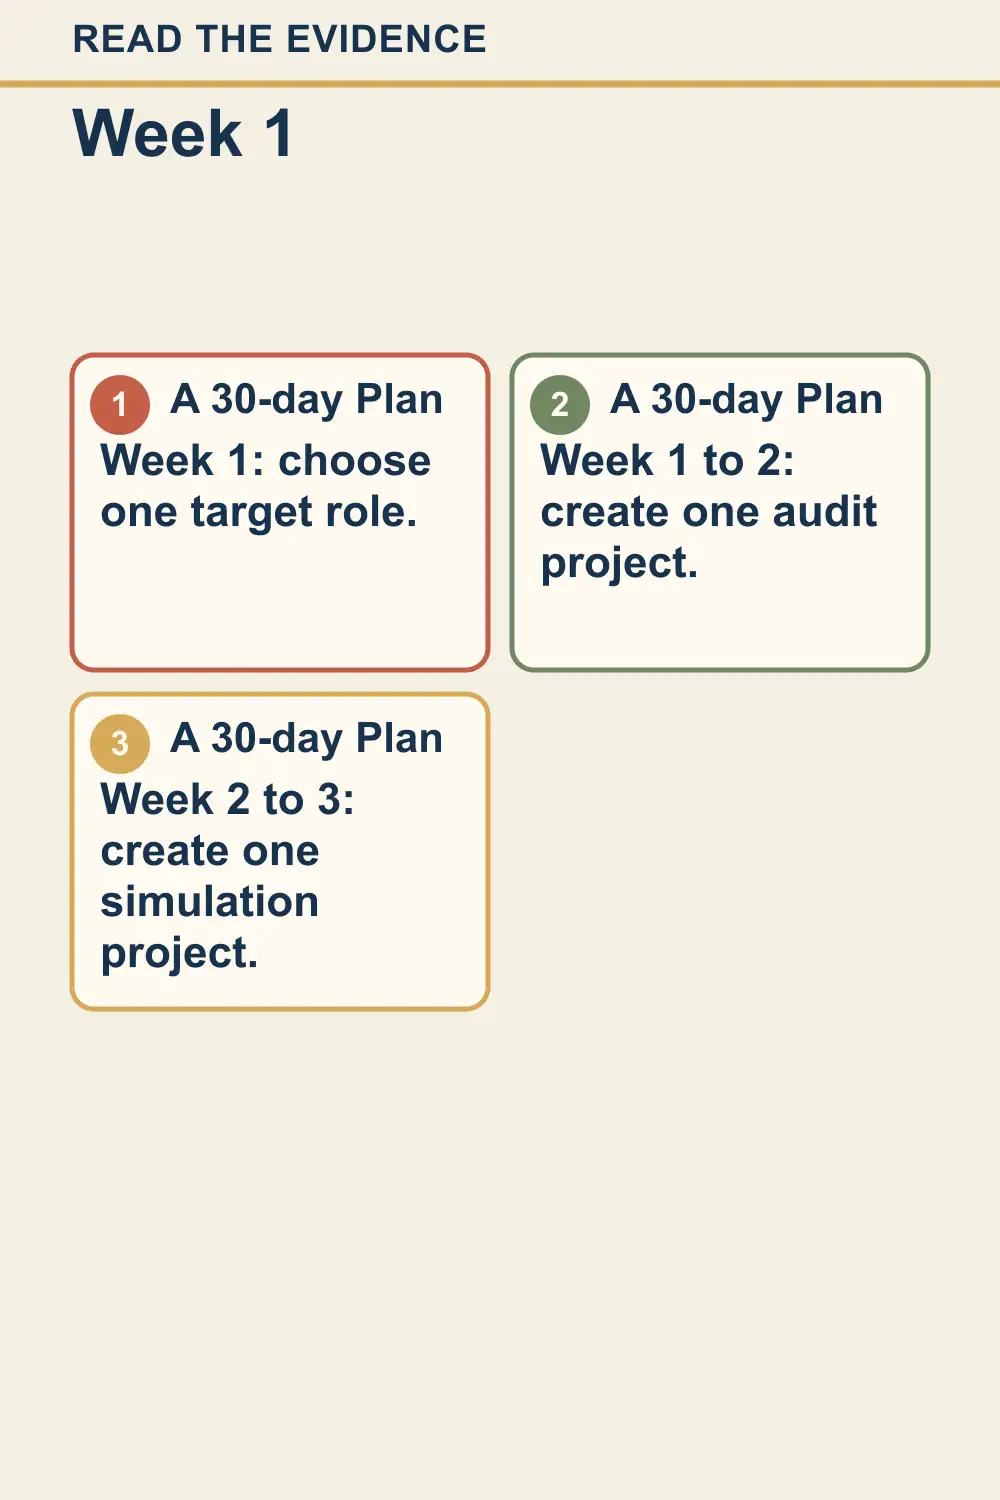 READ THE EVIDENCE
Week 1
1
A 30-day Plan
Week 1: choose
one target role.
2
A 30-day Plan
Week 1 to 2:
create one audit
project.
3
A 30-day Plan
Week 2 to 3:
create one
simulation
project.